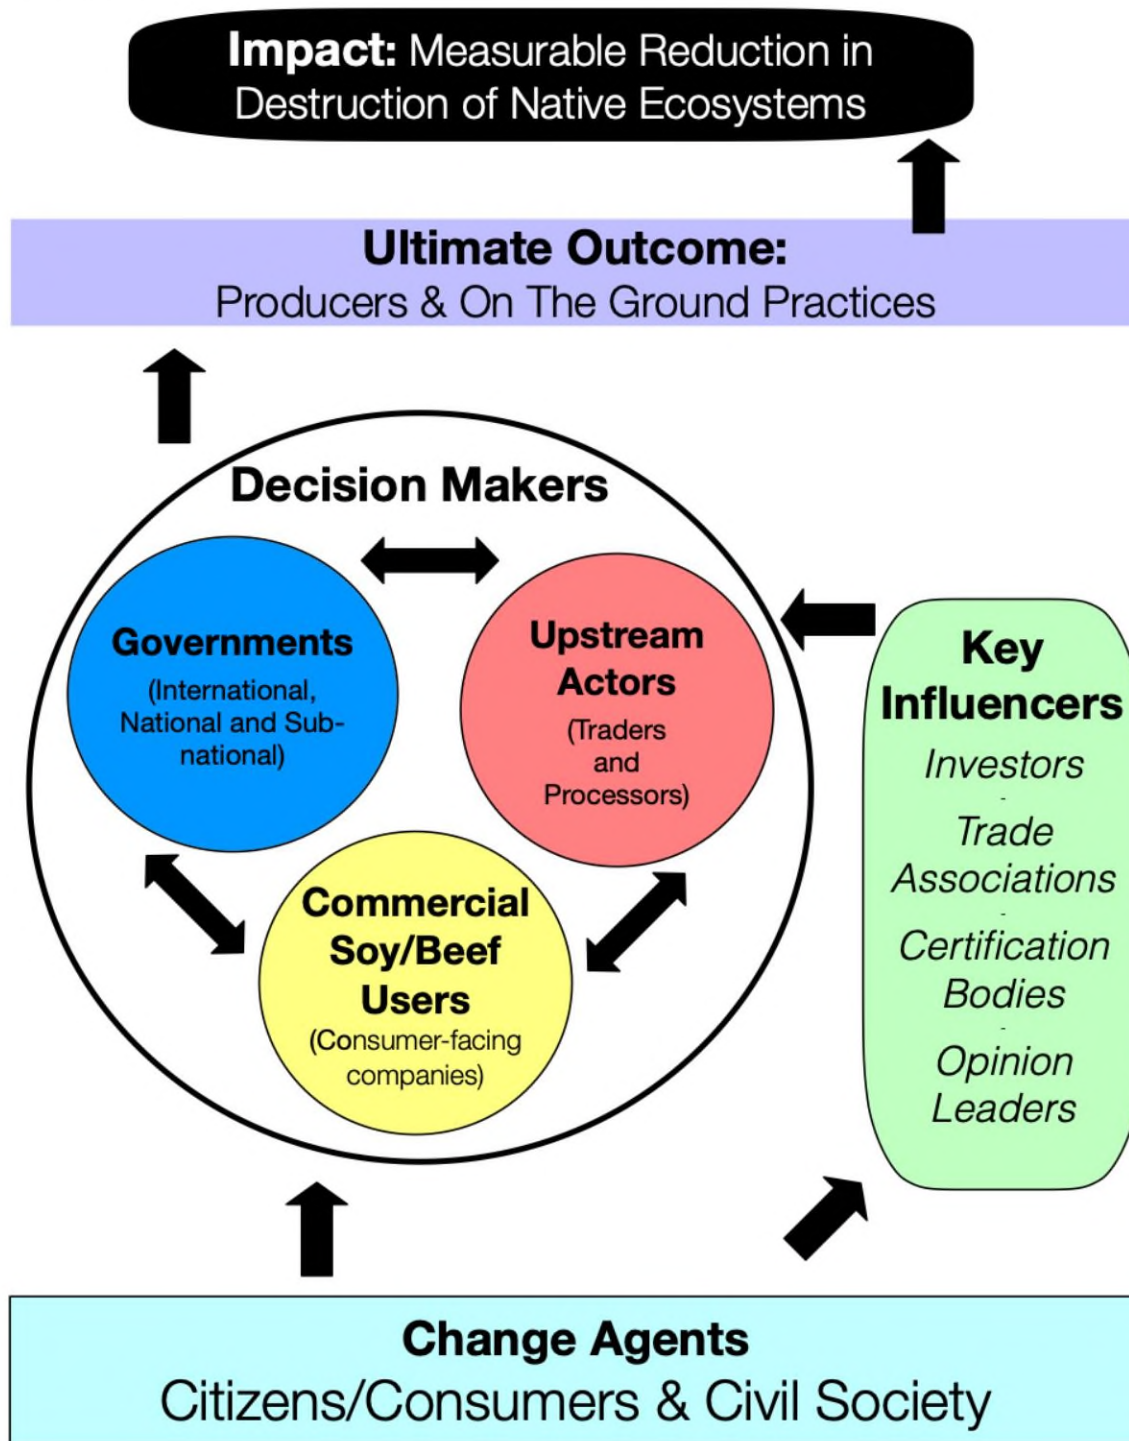 Impact: Measurable Reduction in
Destruction of Native Ecosystems
Ultimate Outcome:
Producers & On The Ground Practices
Decision Makers
Governments
(International,
National and Sub-
national)
Upstream
Actors
(Traders
and
Processors)
Commercial
Soy/Beef
Users
(Consumer-facing
companies)
Key
Influencers
Investors
-
Trade
Associations
-
Certification
Bodies
-
Opinion
Leaders
Change Agents
Citizens/Consumers & Civil Society